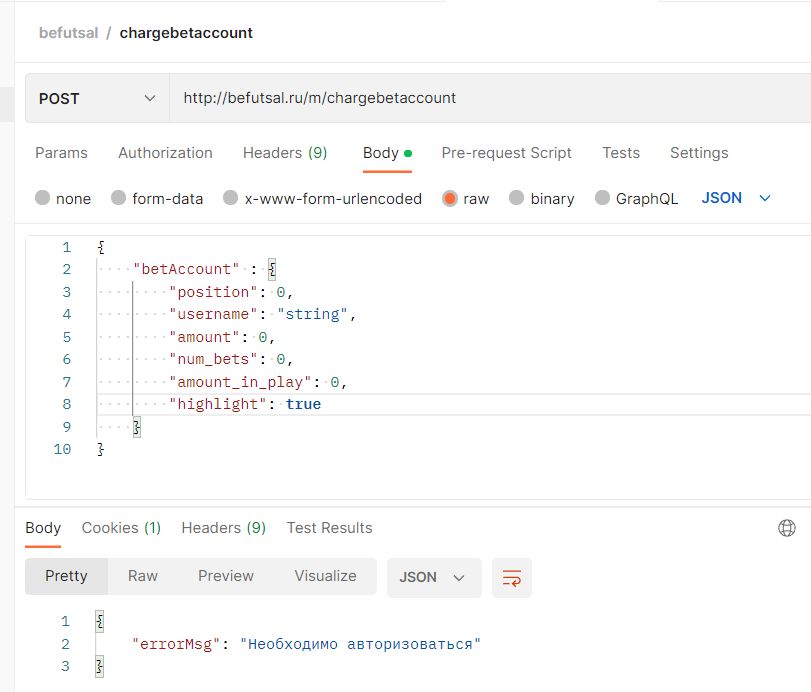 befutsal / chargebetaccount
POST http://befutsal.ru/m/chargebetaccount
Params Authorization Headers (9) Body Pre-request Script Tests Settings
none form-data x-www-form-urlencoded raw binary GraphQL JSON
1 {
2 "betAccount" : {
3 "position": 0,
4 "username": "string",
5 "amount": 0,
6 "num_bets": 0,
7 "amount_in_play": 0,
8 "highlight": true
9 }
10 }
Body Cookies (1) Headers (9) Test Results
Pretty Raw Preview Visualize JSON
1 {
2 "errorMsg": "Необходимо авторизоваться"
3 }